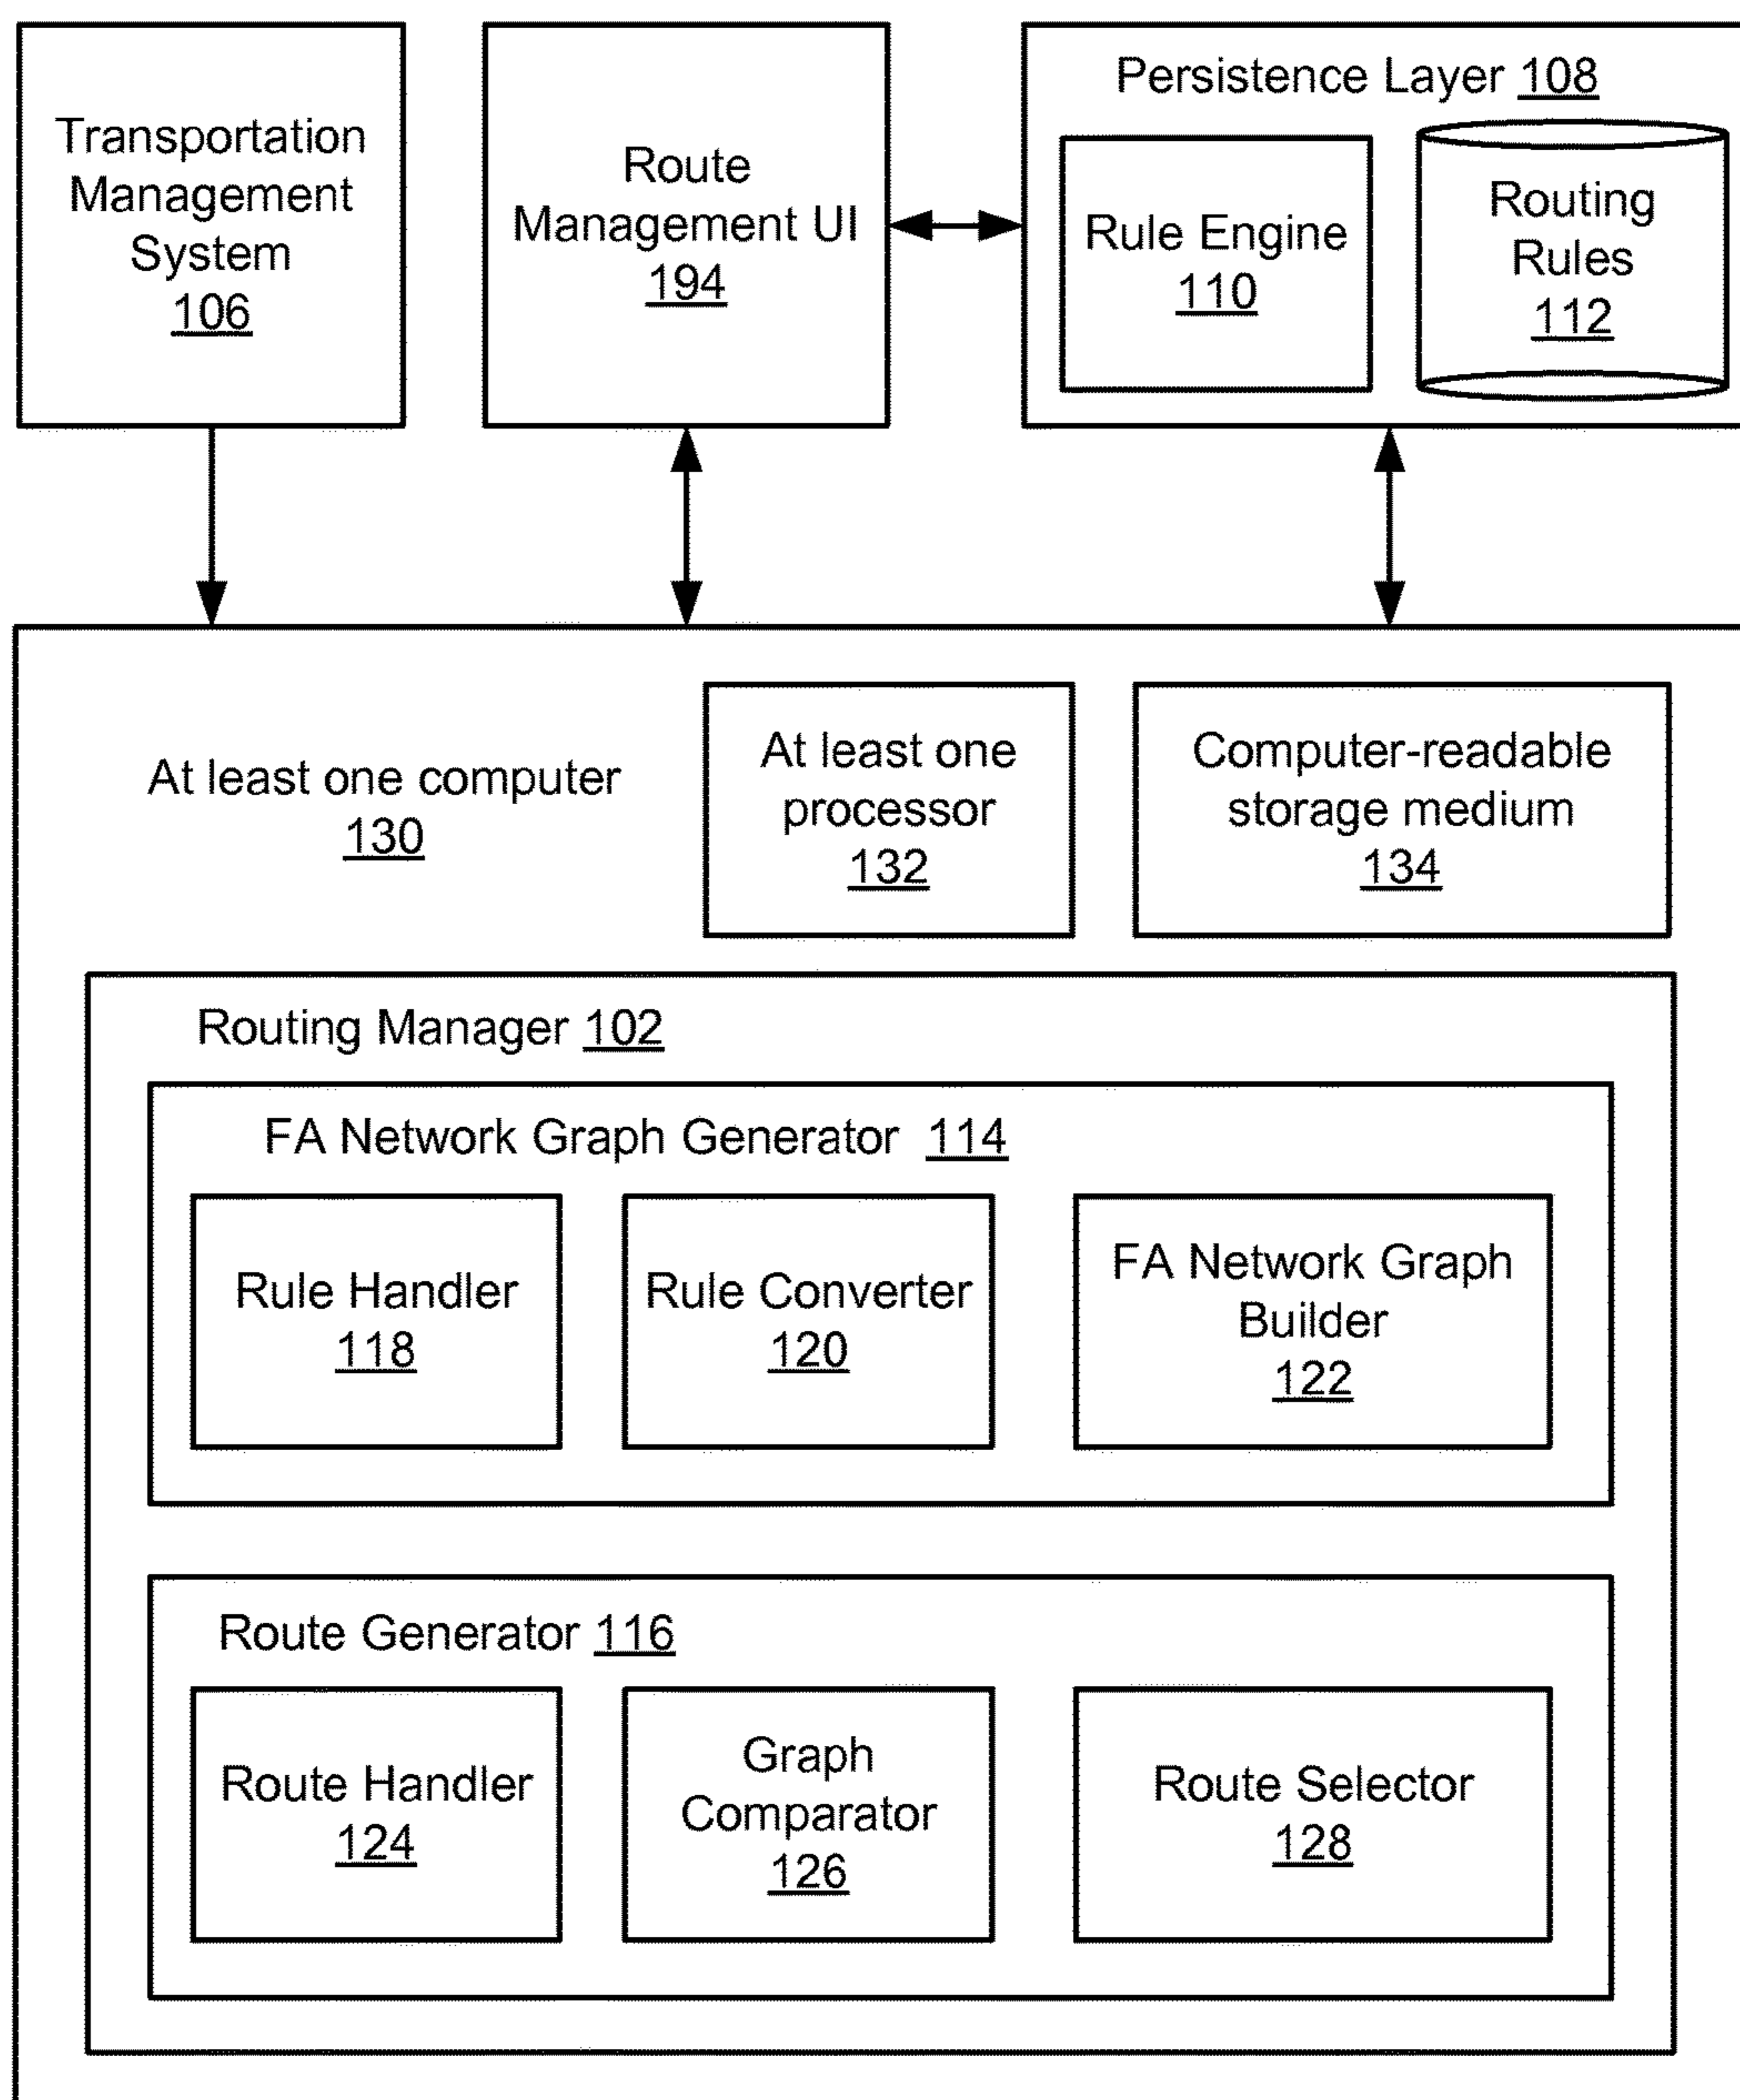 Transportation
Management
System
106
Route
Management UI
194
Persistence Layer 108
Rule Engine
110
Routing
Rules
112
At least one computer
130
At least one
processor
132
Computer-readable
storage medium
134
Routing Manager 102
FA Network Graph Generator 114
Rule Handler
118
Rule Converter
120
FA Network Graph
Builder
122
Route Generator 116
Route Handler
124
Graph
Comparator
126
Route Selector
128